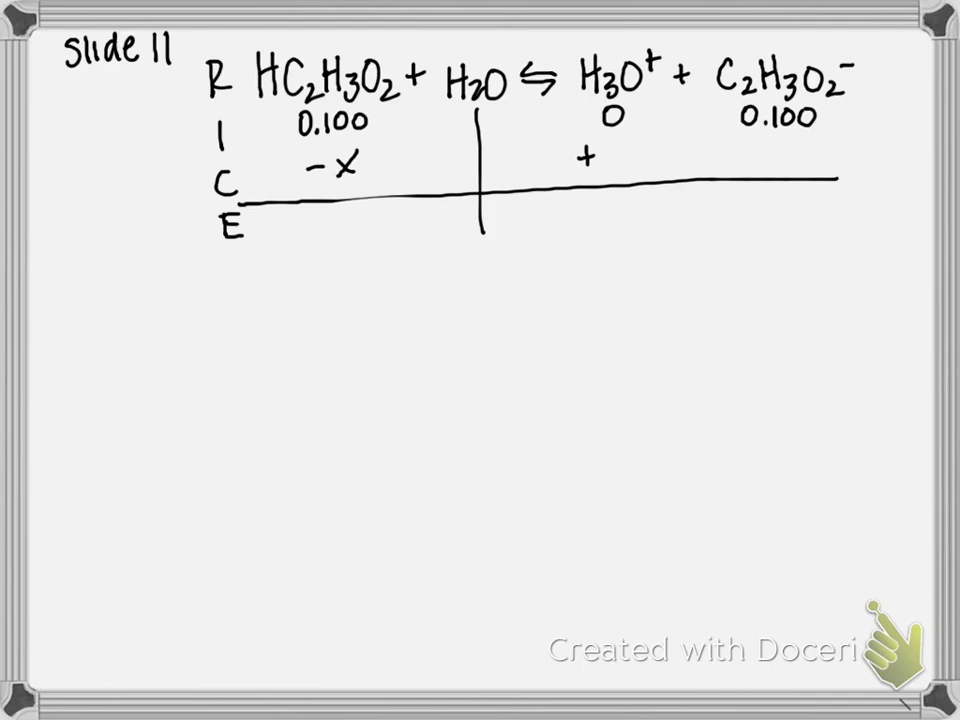 slide 11
R HC₂H₃O₂ + H₂O ⇋ H₃O⁺ + C₂H₃O₂⁻
I 0.100 0 0.100
C - x +
E
Created with Doceri